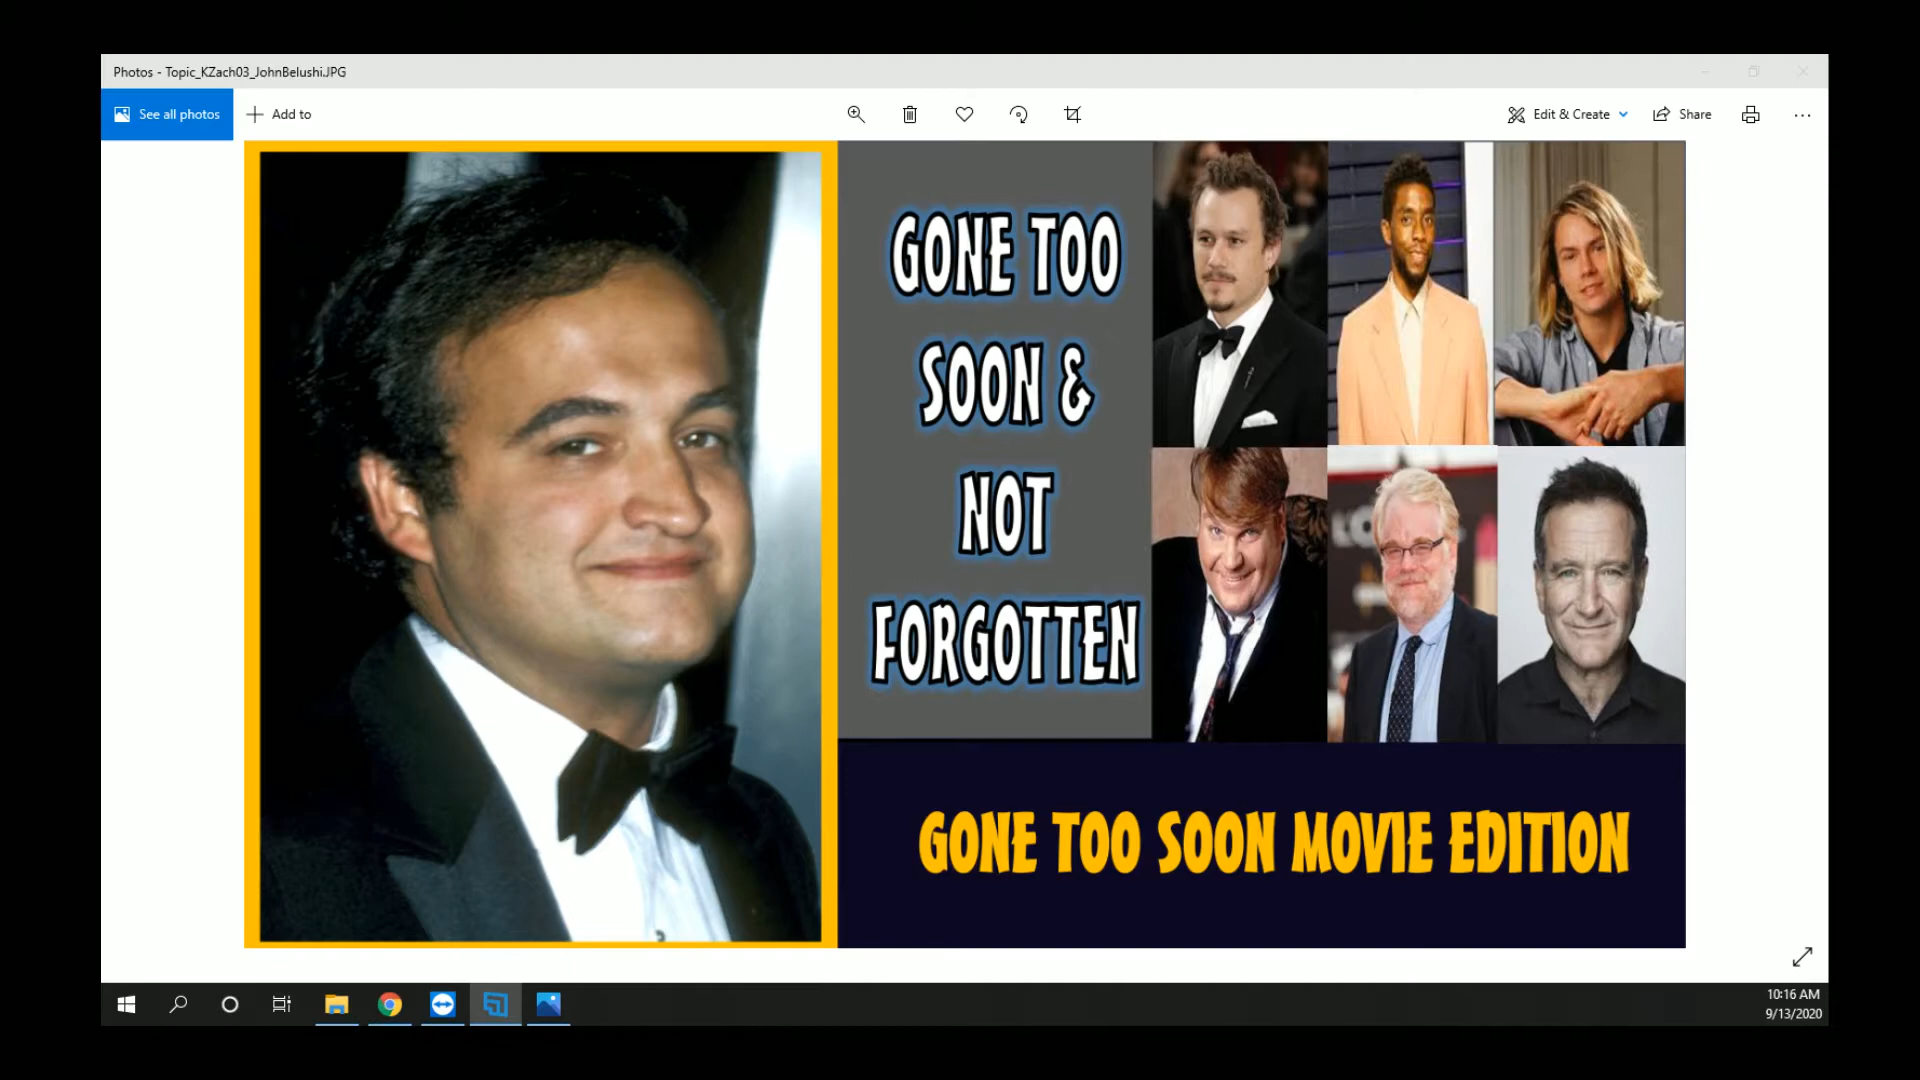 Photos - Topic_KZach03_JohnBelushi.JPG
See all photos
Add to
Edit & Create
Share
GONE TOO
SOON &
NOT
FORGOTTEN
GONE TOO SOON MOVIE EDITION
10:16 AM
9/13/2020